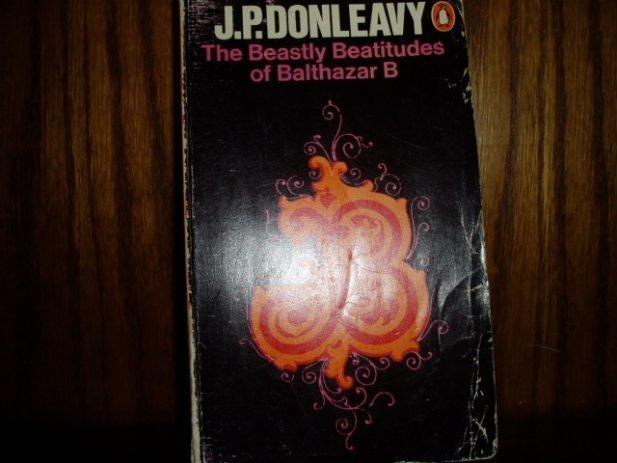 J.P. DONLEAVY
The Beastly Beatitudes
of Balthazar B
B